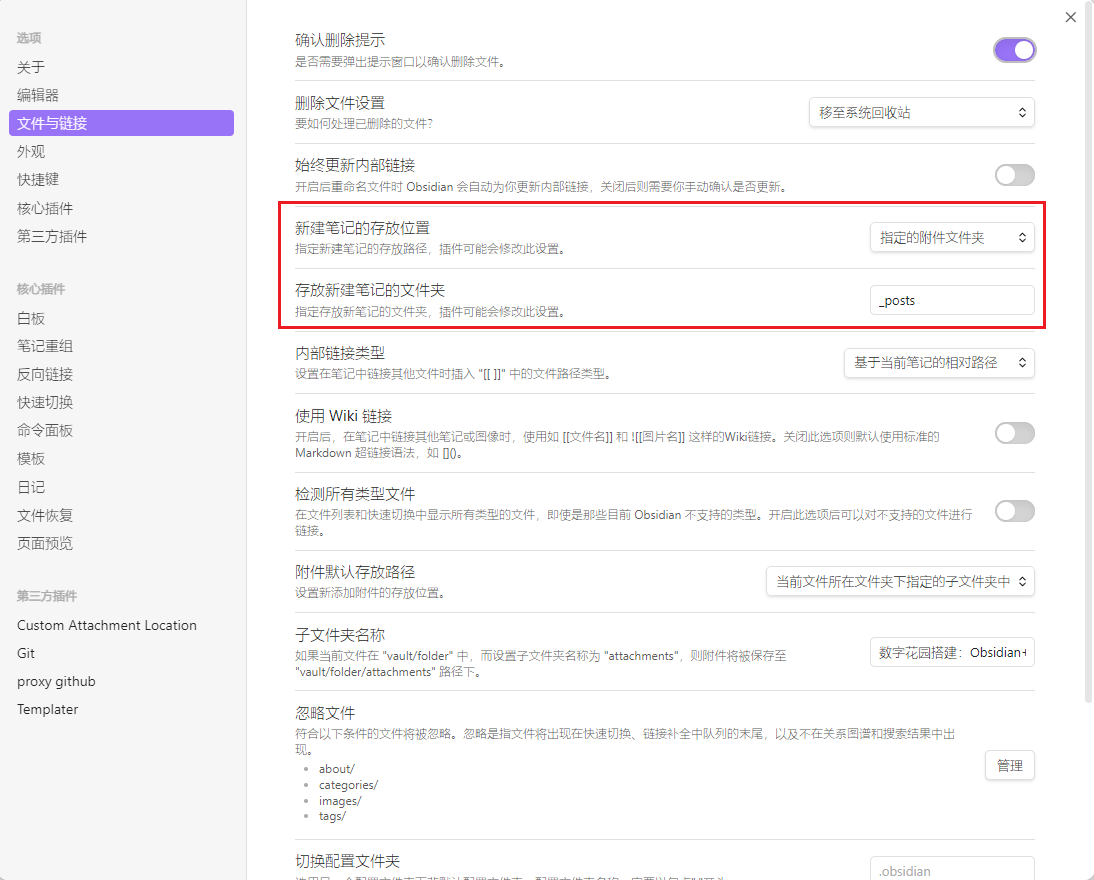 选项
关于
编辑器
文件与链接
外观
快捷键
核心插件
第三方插件
核心插件
白板
笔记重组
反向链接
快速切换
命令面板
模板
日记
文件恢复
页面预览
第三方插件
Custom Attachment Location
Git
proxy github
Templater
确认删除提示
是否需要弹出提示窗口以确认删除文件。
删除文件设置
要如何处理已删除的文件?
移至系统回收站
始终更新内部链接
开启后重命名文件时 Obsidian 会自动为你更新内部链接，关闭后则需要你手动确认是否更新。
新建笔记的存放位置
指定新建笔记的存放路径，插件可能会修改此设置。
指定的附件文件夹
存放新建笔记的文件夹
指定存放新笔记的文件夹，插件可能会修改此设置。
_posts
内部链接类型
设置在笔记中链接其他文件时插入 "[[ ]]" 中的文件路径类型。
基于当前笔记的相对路径
使用 Wiki 链接
开启后，在笔记中链接其他笔记或图像时，使用如 [[文件名]] 和 ![[图片名]] 这样的Wiki链接。关闭此选项则默认使用标准的
Markdown 超链接语法，如 []()。
检测所有类型文件
在文件列表和快速切换中显示所有类型的文件，即使是那些目前 Obsidian 不支持的类型。开启此选项后可以对不支持的文件进行
链接。
附件默认存放路径
设置新添加附件的存放位置。
当前文件所在文件夹下指定的子文件夹中
子文件夹名称
如果当前文件在 "vault/folder" 中，而设置子文件夹名称为 "attachments"，则附件将被保存至
"vault/folder/attachments" 路径下。
数字花园搭建：Obsidian+
忽略文件
符合以下条件的文件将被忽略。忽略是指文件将出现在快速切换、链接补全中队列的末尾，以及不在关系图谱和搜索结果中出
现。
about/
categories/
images/
tags/
管理
切换配置文件夹
.obsidian